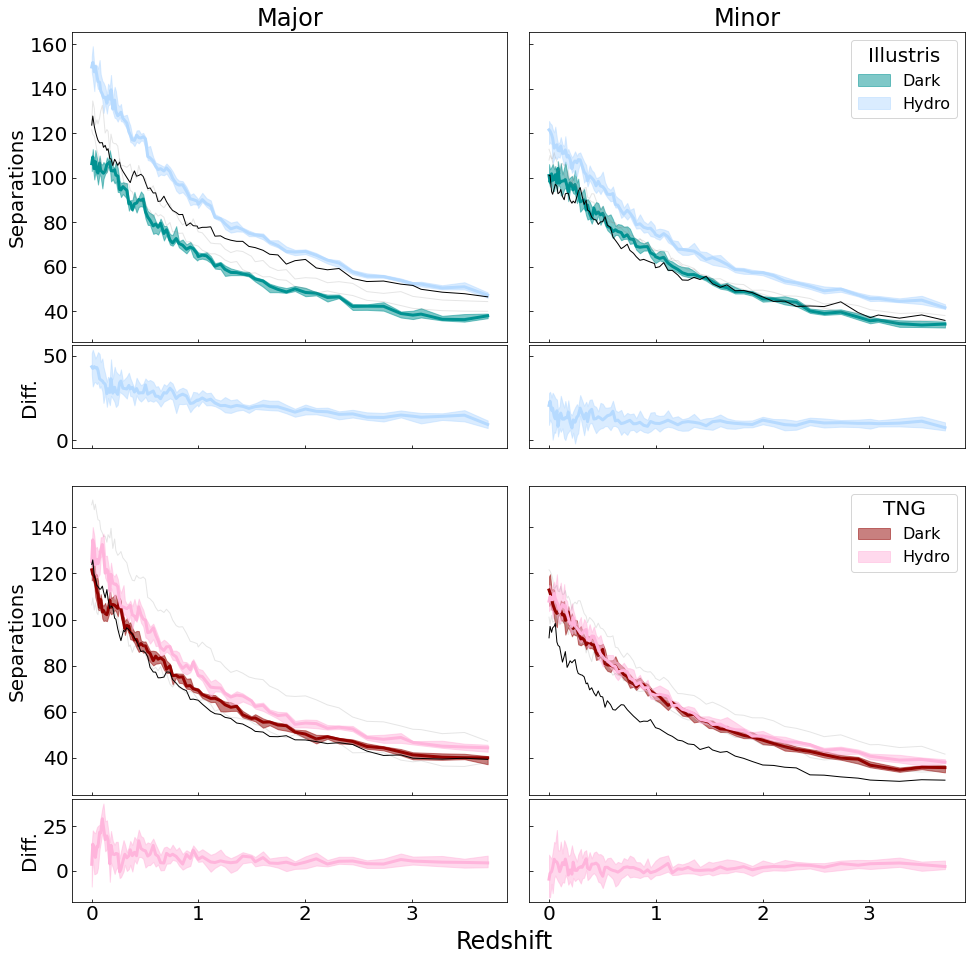 Major
Minor
160
140
120
100
80
60
40
Separations
Illustris
Dark
Hydro
50
0
Diff.
140
120
100
80
60
40
Separations
TNG
Dark
Hydro
25
0
Diff.
0 1 2 3
0 1 2 3
Redshift